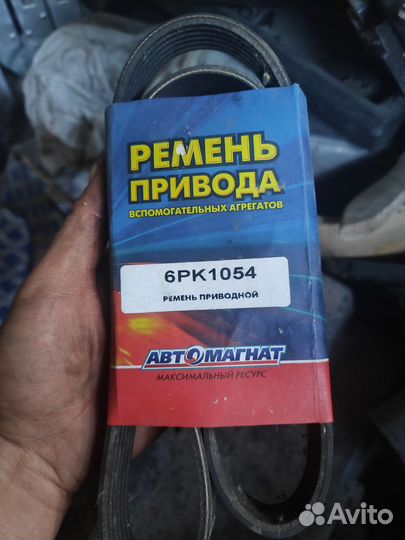 РЕМЕНЬ
ПРИВОДА
ВСПОМОГАТЕЛЬНЫХ АГРЕГАТОВ
6PK1054
РЕМЕНЬ ПРИВОДНОЙ
АВТОМАГНАТ
МАКСИМАЛЬНЫЙ РЕСУРС
Avito